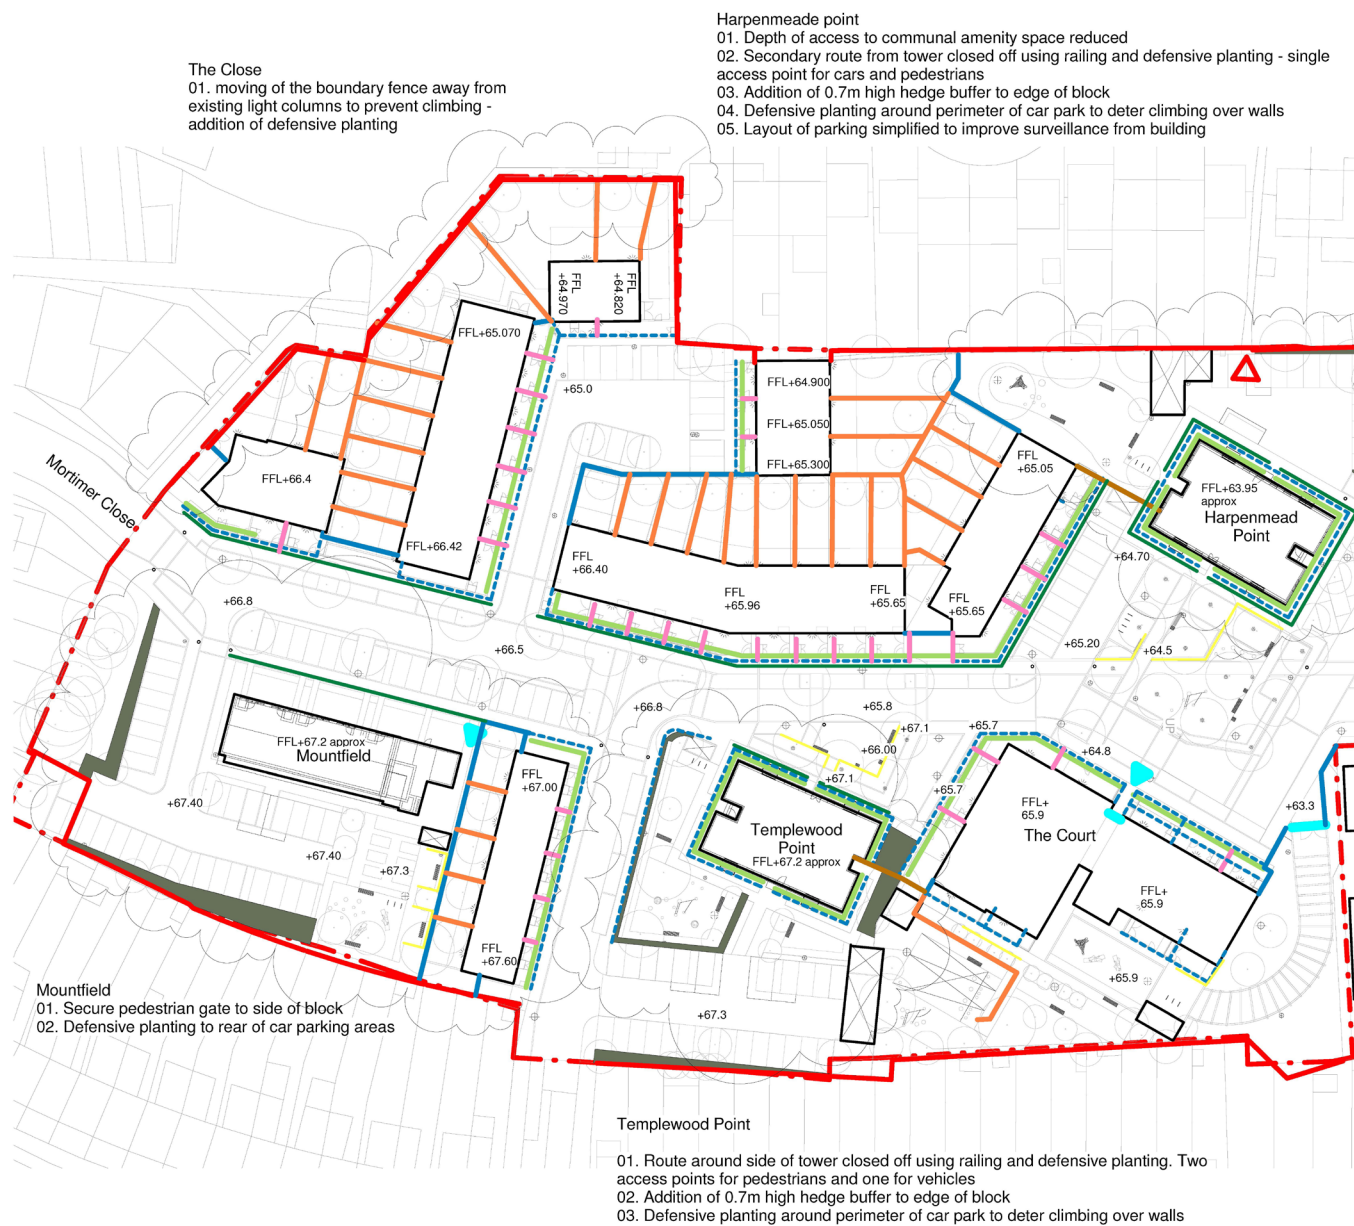 Harpenmeade point
01. Depth of access to communal amenity space reduced
02. Secondary route from tower closed off using railing and defensive planting - single
access point for cars and pedestrians
03. Addition of 0.7m high hedge buffer to edge of block
04. Defensive planting around perimeter of car park to deter climbing over walls
05. Layout of parking simplified to improve surveillance from building
The Close
01. moving of the boundary fence away from
existing light columns to prevent climbing -
addition of defensive planting
FFL
+64.970
FFL
+64.820
FFL+65.070
+65.0
FFL+64.900
FFL+65.050
FFL+65.300
FFL
+65.05
FFL+66.4
Mortimer Close
FFL+66.42
FFL
+66.40
FFL
+65.96
FFL
+65.65
FFL
+65.65
FFL+63.95
approx
Harpenmead
Point
+64.70
+66.8
+66.5
+65.20
+64.5
+66.8
+65.8
+67.1
+65.7
+66.00
+64.8
UP
FFL+67.2 approx
Mountfield
FFL
+67.00
+67.1
+65.7
+67.40
+67.40
+67.3
Templewood
Point
FFL+67.2 approx
FFL+
65.9
The Court
+63.3
FFL+
65.9
FFL
+67.60
+65.9
+67.3
Mountfield
01. Secure pedestrian gate to side of block
02. Defensive planting to rear of car parking areas
Templewood Point
01. Route around side of tower closed off using railing and defensive planting. Two
access points for pedestrians and one for vehicles
02. Addition of 0.7m high hedge buffer to edge of block
03. Defensive planting around perimeter of car park to deter climbing over walls